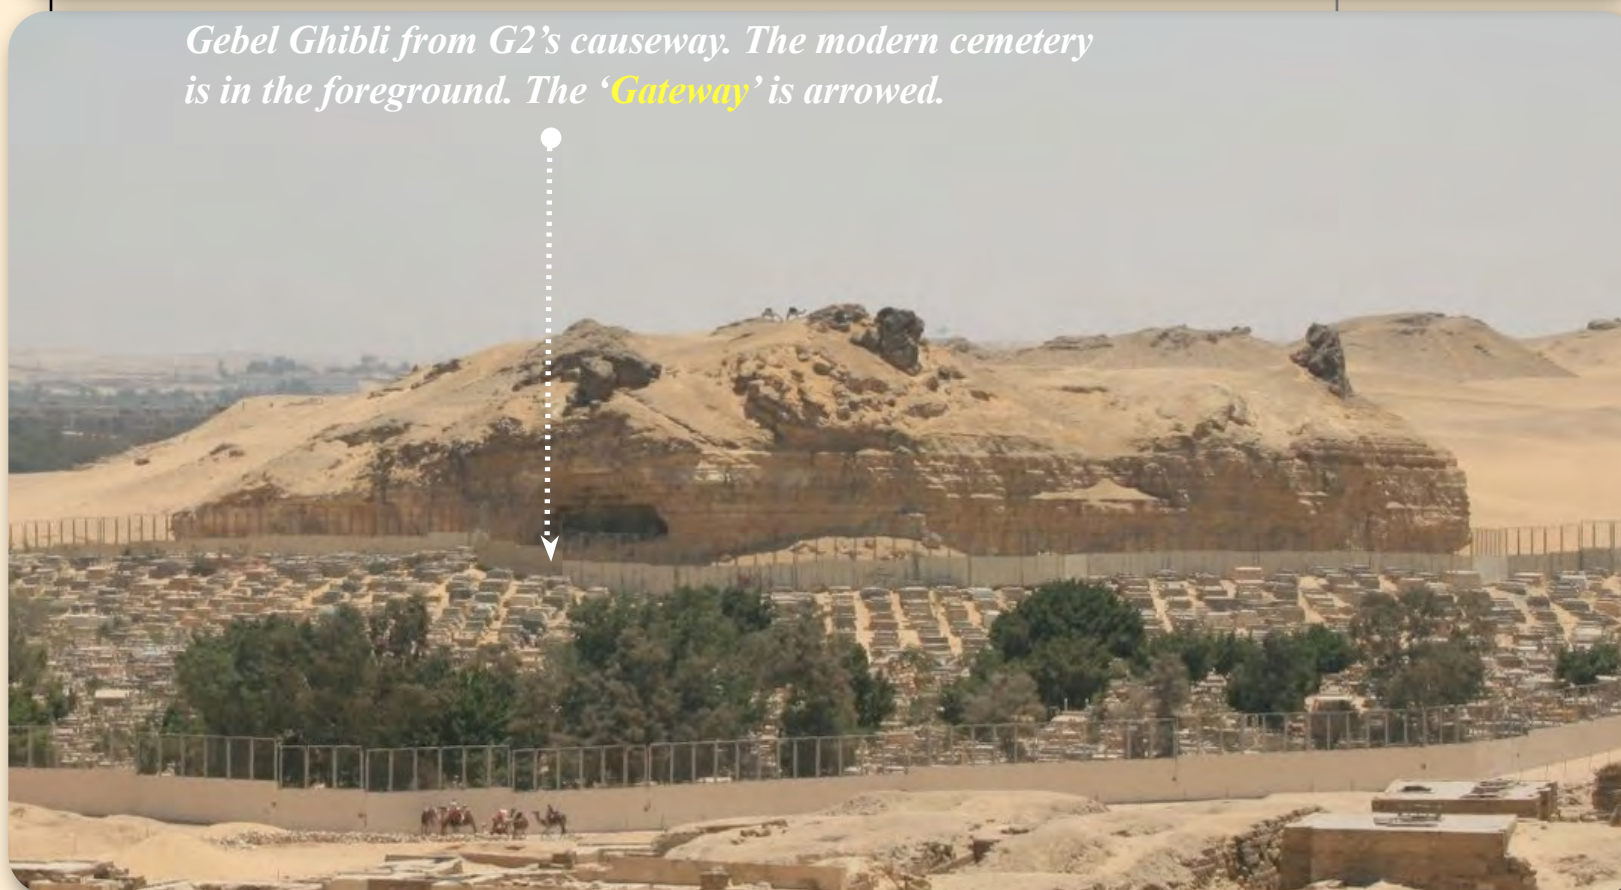 Gebel Ghibli from G2’s causeway. The modern cemetery
is in the foreground. The ‘Gateway’ is arrowed.